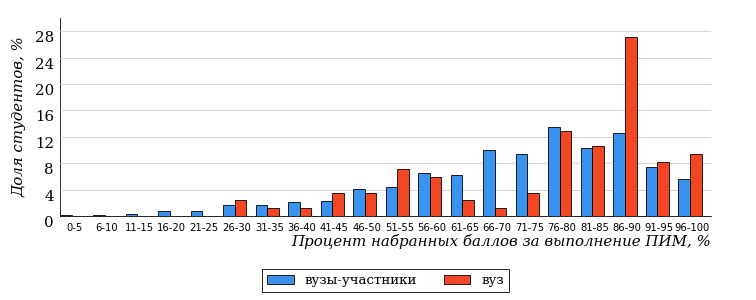 Доля студентов, %
28
24
20
16
12
8
4
0
0-5 6-10 11-15 16-20 21-25 26-30 31-35 36-40 41-45 46-50 51-55 56-60 61-65 66-70 71-75 76-80 81-85 86-90 91-95 96-100
Процент набранных баллов за выполнение ПИМ, %
вузы-участники вуз